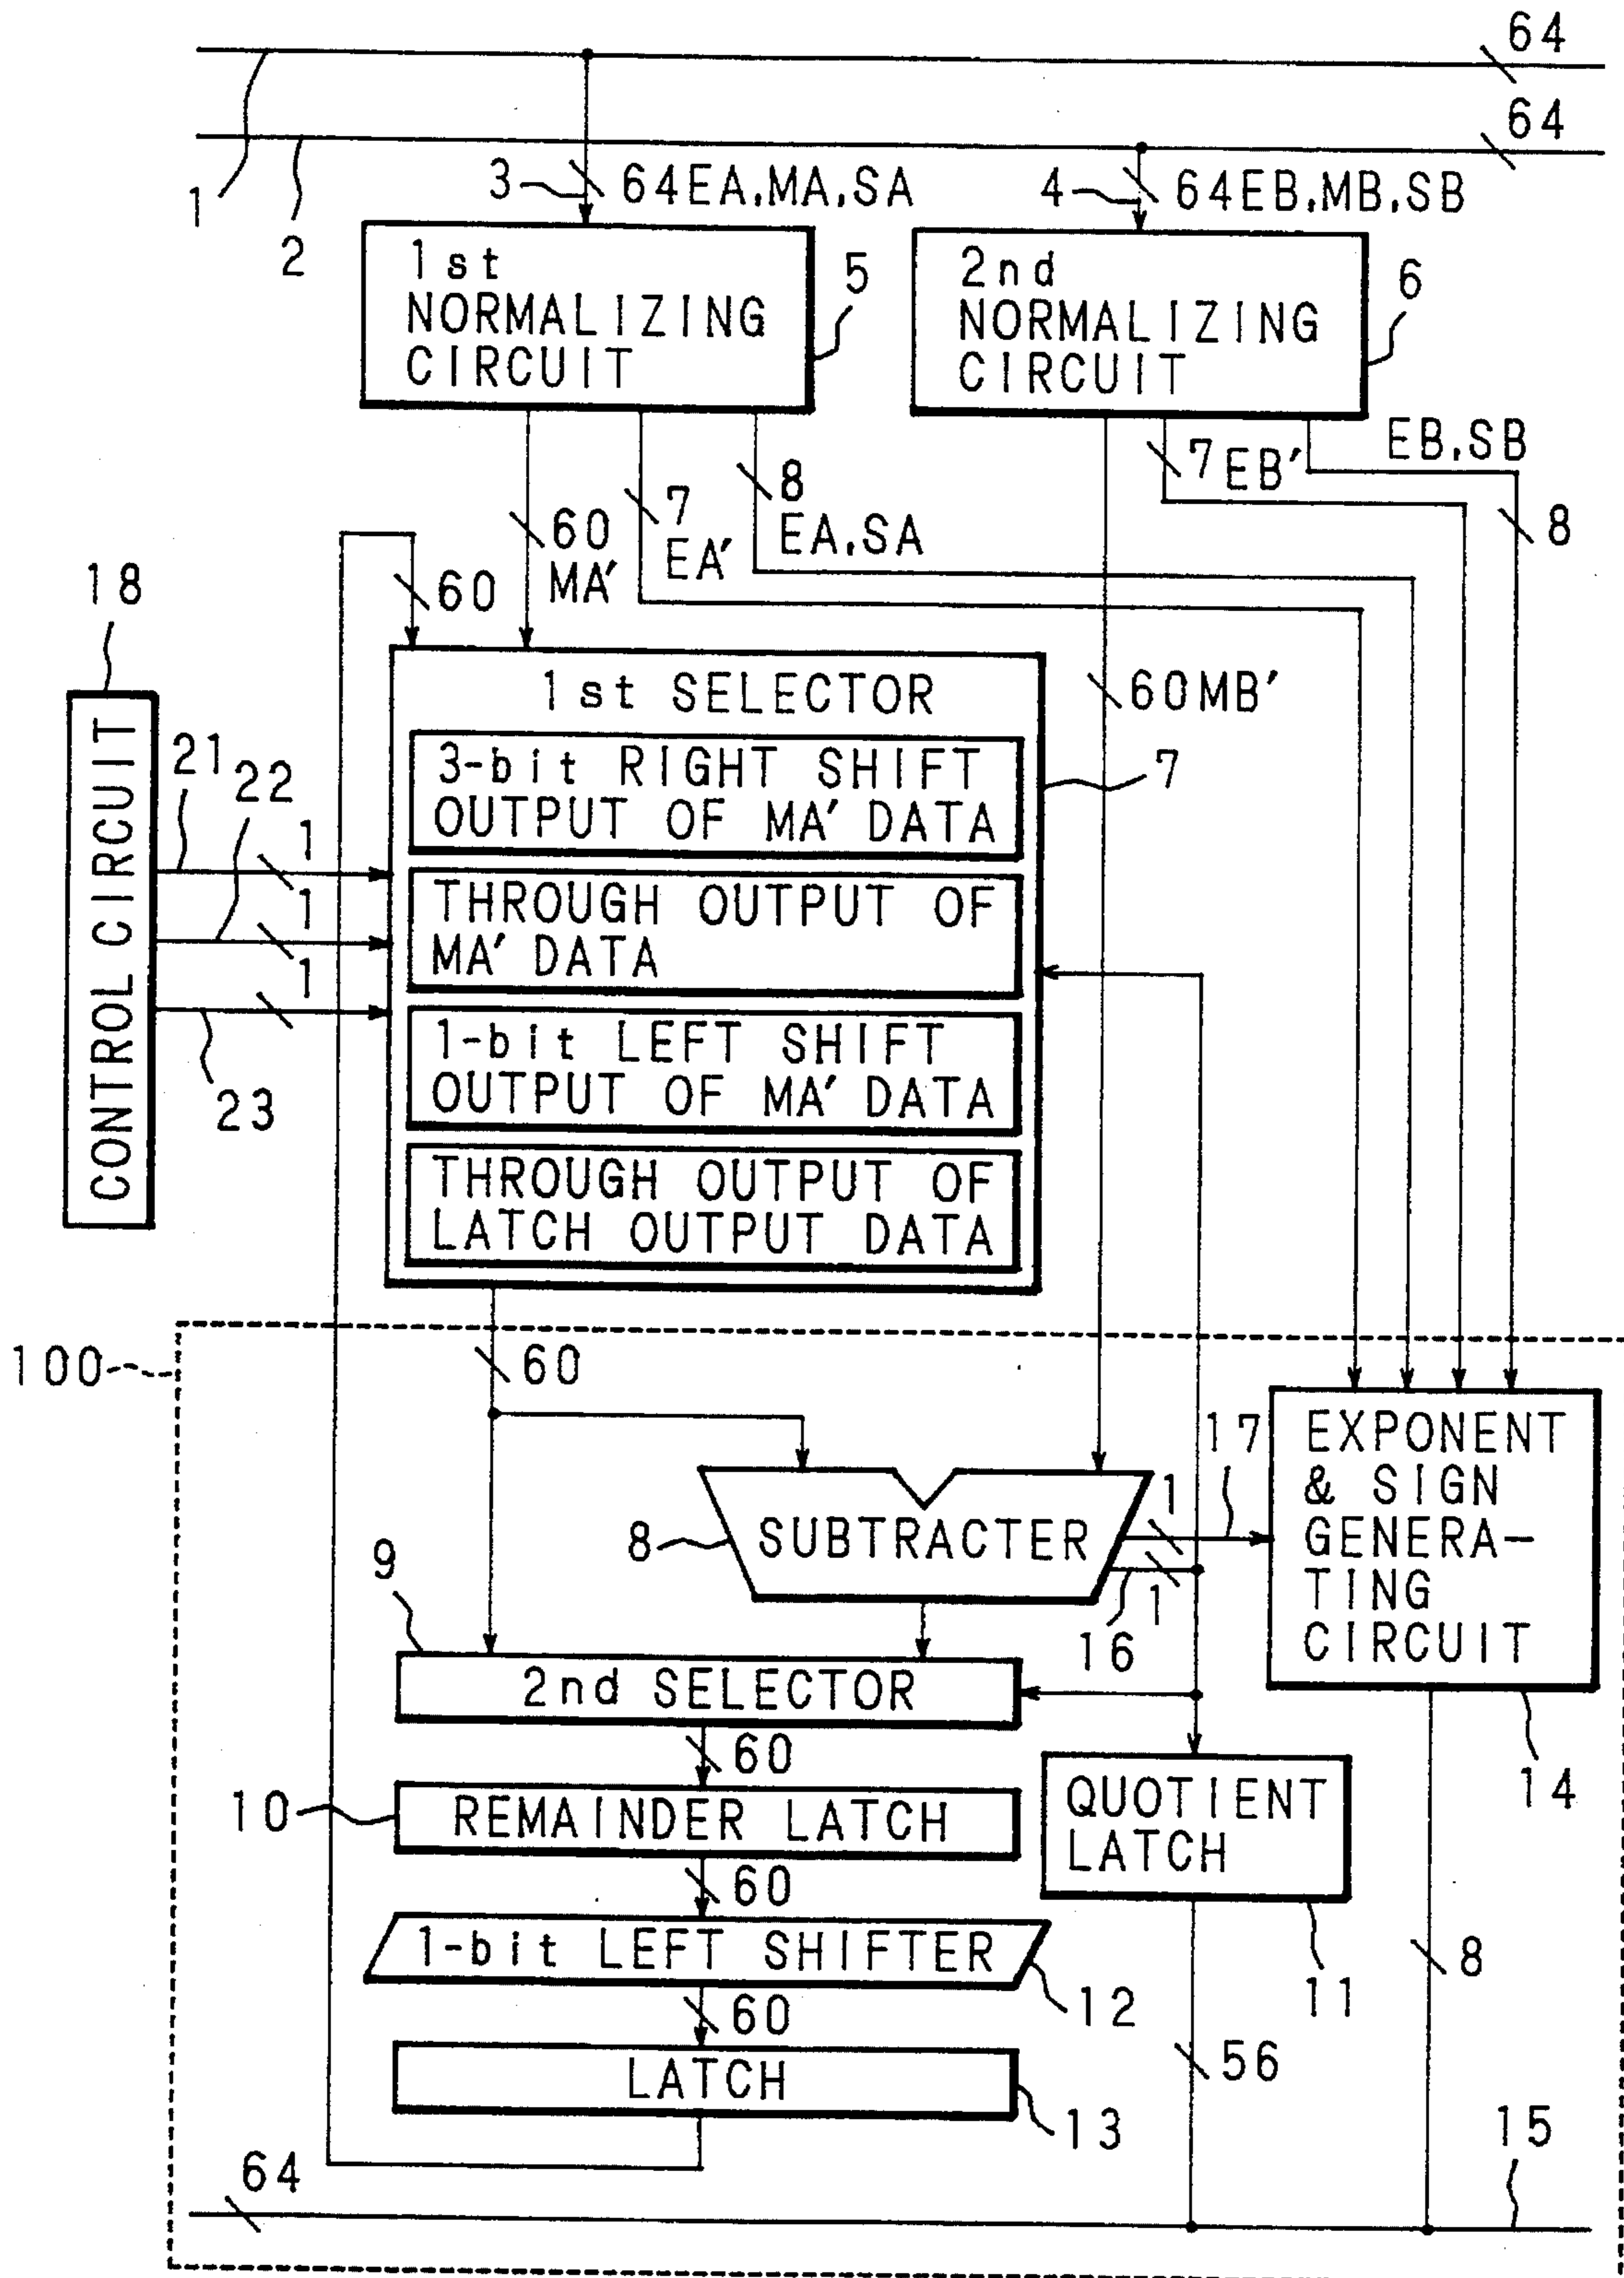 64
64
1
2
3
64EA.MA.SA
4
64EB.MB.SB
1st
NORMALIZING
CIRCUIT
5
2nd
NORMALIZING
CIRCUIT
6
60
MA′
7
EA′
8
EA.SA
7
EB′
EB.SB
8
60
18
CONTROL CIRCUIT
21
22
23
1
1
1
1st SELECTOR
3-bit RIGHT SHIFT
OUTPUT OF MA′ DATA
THROUGH OUTPUT OF
MA′ DATA
1-bit LEFT SHIFT
OUTPUT OF MA′ DATA
THROUGH OUTPUT OF
LATCH OUTPUT DATA
7
60MB′
100
60
8
SUBTRACTER
1
1
17
16
EXPONENT
& SIGN
GENERA-
TING
CIRCUIT
14
9
2nd SELECTOR
60
10
REMAINDER LATCH
60
QUOTIENT
LATCH
11
1-bit LEFT SHIFTER
12
60
LATCH
13
56
8
64
15